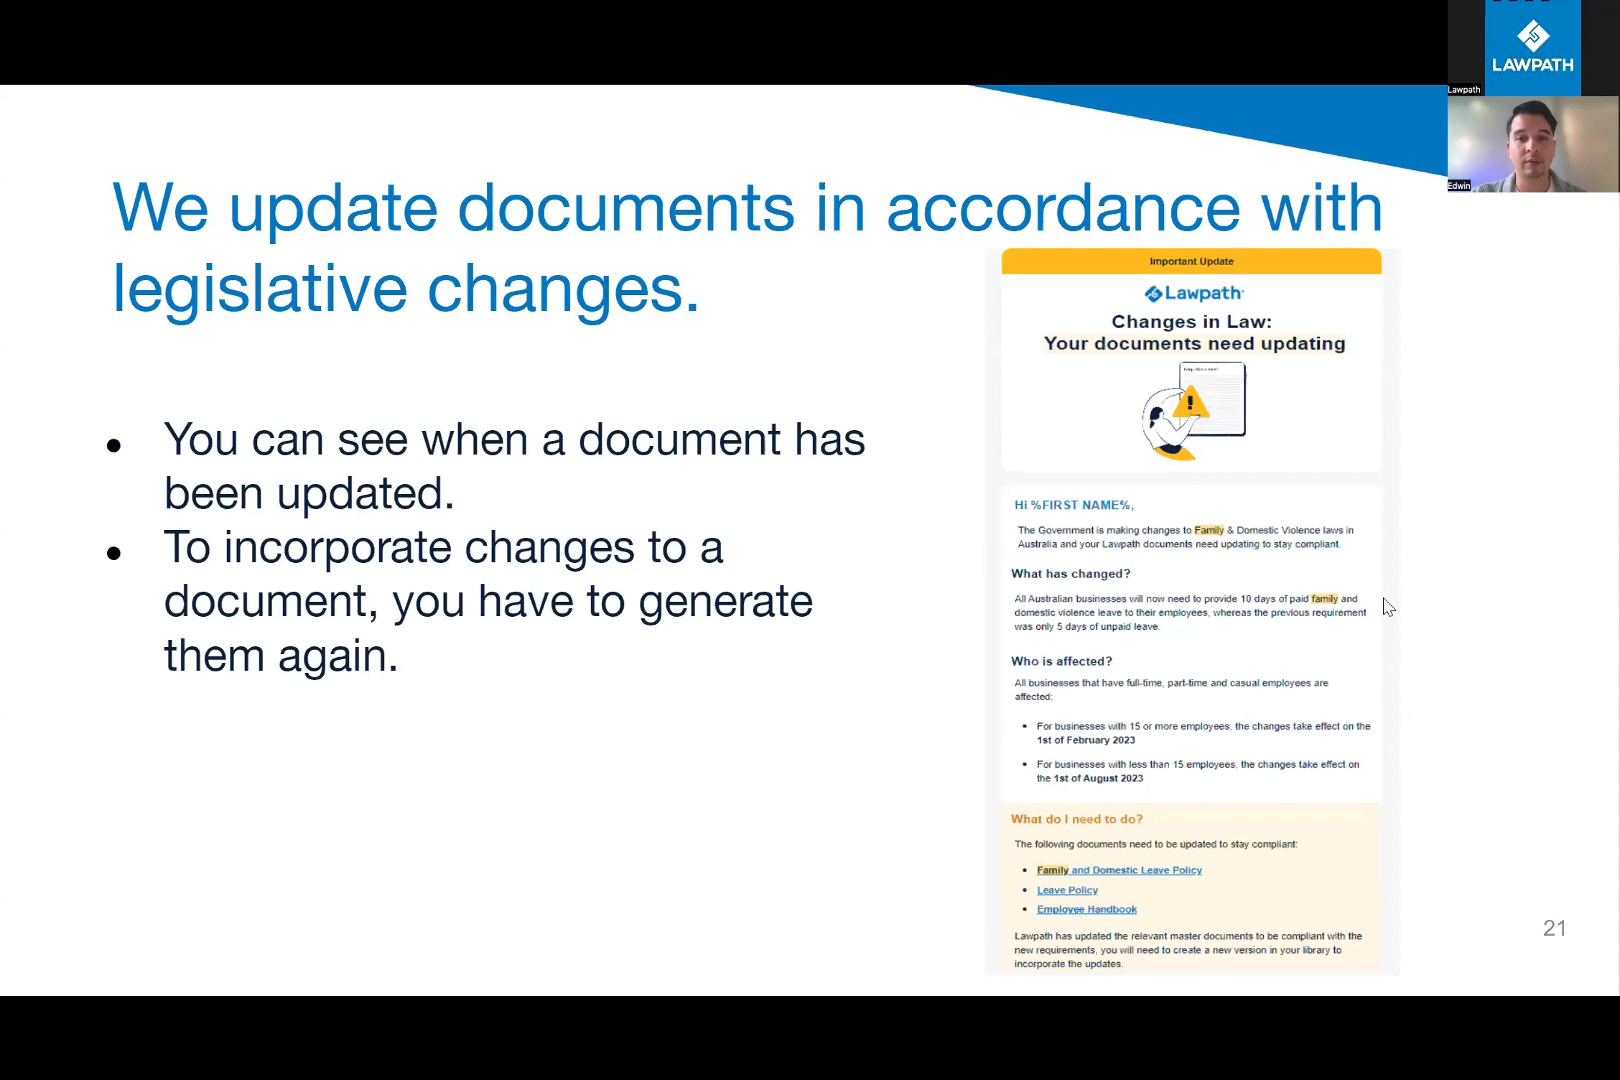 LAWPATH
Lawpath
Edwin
We update documents in accordance with
legislative changes.
You can see when a document has
been updated.
To incorporate changes to a
document, you have to generate
them again.
Important Update
Lawpath
Changes in Law:
Your documents need updating
Hi %FIRST NAME%,
The Government is making changes to Family & Domestic Violence laws in
Australia and your Lawpath documents need updating to stay compliant.
What has changed?
All Australian businesses will now need to provide 10 days of paid family and
domestic violence leave to their employees, whereas the previous requirement
was only 5 days of unpaid leave.
Who is affected?
All businesses that have full-time, part-time and casual employees are
affected:
For businesses with 15 or more employees, the changes take effect on the
1st of February 2023
For businesses with less than 15 employees, the changes take effect on
the 1st of August 2023
What do I need to do?
The following documents need to be updated to stay compliant:
Family and Domestic Leave Policy
Leave Policy
Employee Handbook
Lawpath has updated the relevant master documents to be compliant with the
new requirements, you will need to create a new version in your library to
incorporate the updates.
21